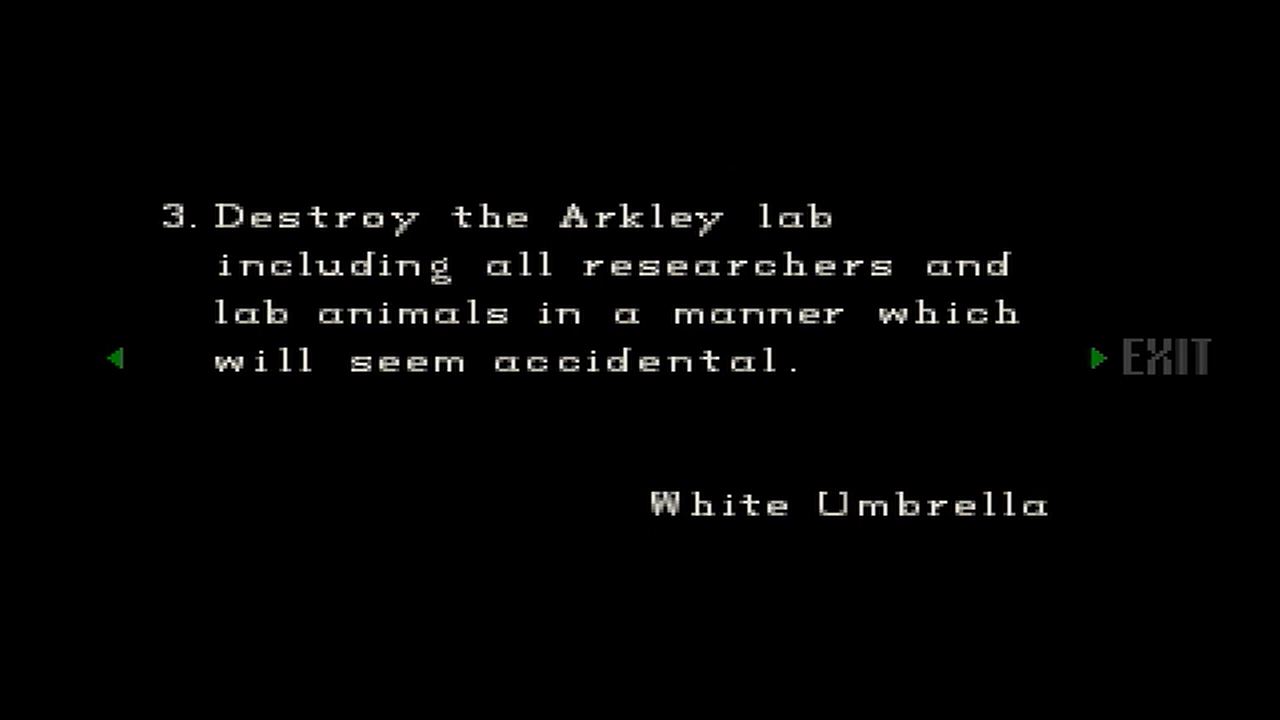 3. Destroy the Arkley lab
including all researchers and
lab animals in a manner which
will seem accidental.
EXIT
White Umbrella